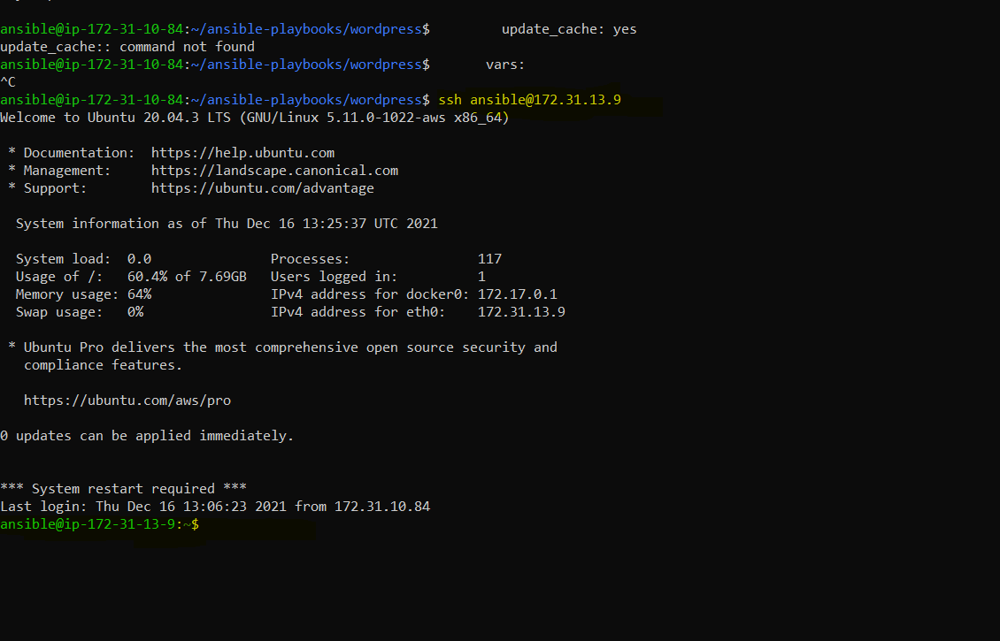 ansible@ip-172-31-10-84:~/ansible-playbooks/wordpress$         update_cache: yes
update_cache:: command not found
ansible@ip-172-31-10-84:~/ansible-playbooks/wordpress$       vars:
^C
ansible@ip-172-31-10-84:~/ansible-playbooks/wordpress$ ssh ansible@172.31.13.9
Welcome to Ubuntu 20.04.3 LTS (GNU/Linux 5.11.0-1022-aws x86_64)

 * Documentation:  https://help.ubuntu.com
 * Management:     https://landscape.canonical.com
 * Support:        https://ubuntu.com/advantage

  System information as of Thu Dec 16 13:25:37 UTC 2021

  System load:  0.0               Processes:                117
  Usage of /:   60.4% of 7.69GB   Users logged in:          1
  Memory usage: 64%               IPv4 address for docker0: 172.17.0.1
  Swap usage:   0%                IPv4 address for eth0:    172.31.13.9

 * Ubuntu Pro delivers the most comprehensive open source security and
   compliance features.

   https://ubuntu.com/aws/pro

0 updates can be applied immediately.


*** System restart required ***
Last login: Thu Dec 16 13:06:23 2021 from 172.31.10.84
ansible@ip-172-31-13-9:~$